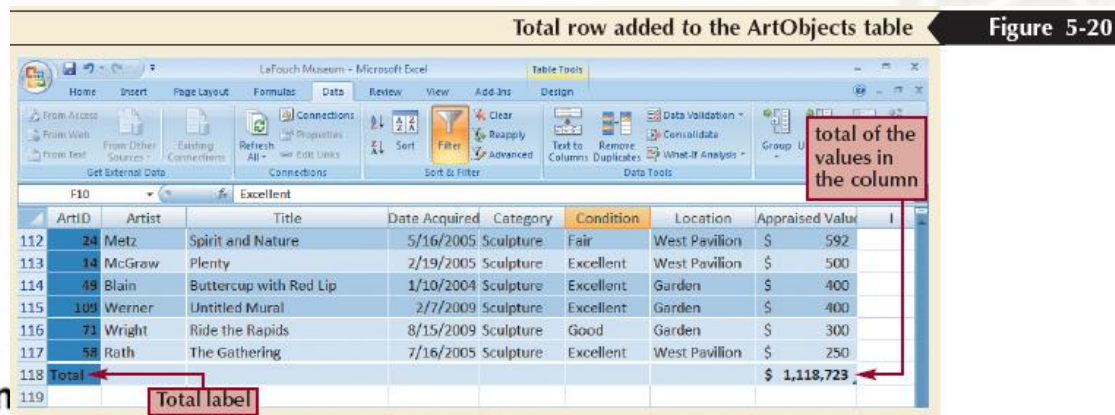 Total row added to the ArtObjects table
Figure 5-20
LaFouch Museum - Microsoft Excel
Table Tools
Home Insert Page Layout Formulas Data Review View Add-Ins Design
From Access
From Web
From Text
From Other Sources
Existing Connections
Get External Data
Refresh All
Connections
Properties
Edit Links
Connections
Sort
Filter
Clear
Reapply
Advanced
Sort & Filter
Text to Columns
Remove Duplicates
Data Validation
Consolidate
What-If Analysis
Data Tools
Group
total of the
values in
the column
F10 fx Excellent
ArtID Artist Title Date Acquired Category Condition Location Appraised Value I
112 24 Metz Spirit and Nature 5/16/2005 Sculpture Fair West Pavilion $ 592
113 14 McGraw Plenty 2/19/2005 Sculpture Excellent West Pavilion $ 500
114 49 Blain Buttercup with Red Lip 1/10/2004 Sculpture Excellent Garden $ 400
115 109 Werner Untitled Mural 2/7/2009 Sculpture Excellent Garden $ 400
116 71 Wright Ride the Rapids 8/15/2009 Sculpture Good Garden $ 300
117 58 Rath The Gathering 7/16/2005 Sculpture Excellent West Pavilion $ 250
118 Total $ 1,118,723
119
Total label